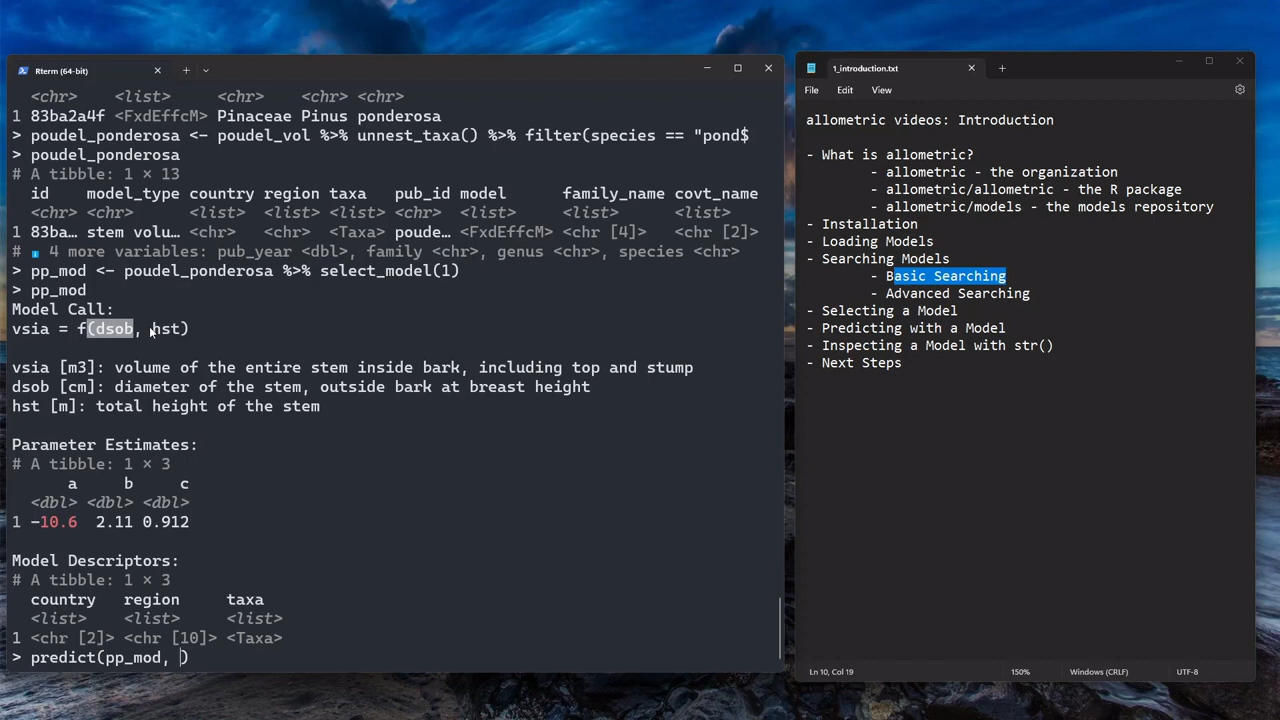 Rterm (64-bit)
<chr> <list> <chr> <chr> <chr>
1 83ba2a4f <FxdEffcM> Pinaceae Pinus ponderosa
> poudel_ponderosa <- poudel_vol %>% unnest_taxa() %>% filter(species == "pond$
> poudel_ponderosa
# A tibble: 1 × 13
id model_type country region taxa pub_id model family_name covt_name
<chr> <chr> <list> <list> <list> <chr> <list> <list> <list>
1 83ba… stem volu… <chr> <chr> <Taxa> poude… <FxdEffcM> <chr [4]> <chr [2]>
# ℹ 4 more variables: pub_year <dbl>, family <chr>, genus <chr>, species <chr>
> pp_mod <- poudel_ponderosa %>% select_model(1)
> pp_mod
Model Call:
vsia = f(dsob, hst)
vsia [m3]: volume of the entire stem inside bark, including top and stump
dsob [cm]: diameter of the stem, outside bark at breast height
hst [m]: total height of the stem
Parameter Estimates:
# A tibble: 1 × 3
a b c
<dbl> <dbl> <dbl>
1 -10.6 2.11 0.912
Model Descriptors:
# A tibble: 1 × 3
country region taxa
<list> <list> <list>
1 <chr [2]> <chr [10]> <Taxa>
> predict(pp_mod, )
1_introduction.txt
File Edit View
allometric videos: Introduction
- What is allometric?
- allometric - the organization
- allometric/allometric - the R package
- allometric/models - the models repository
- Installation
- Loading Models
- Searching Models
- Basic Searching
- Advanced Searching
- Selecting a Model
- Predicting with a Model
- Inspecting a Model with str()
- Next Steps
Ln 10, Col 19 150% Windows (CRLF) UTF-8